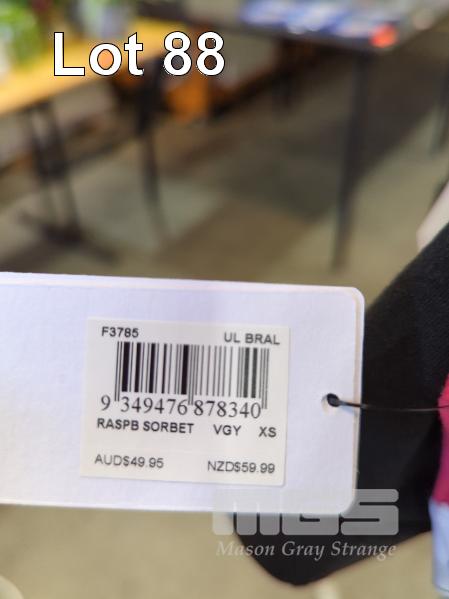 Lot 88
F3785 UL BRAL
9 349476 878340
RASPB SORBET VGY XS
AUD$49.95 NZD$59.99
MGS
Mason Gray Strange